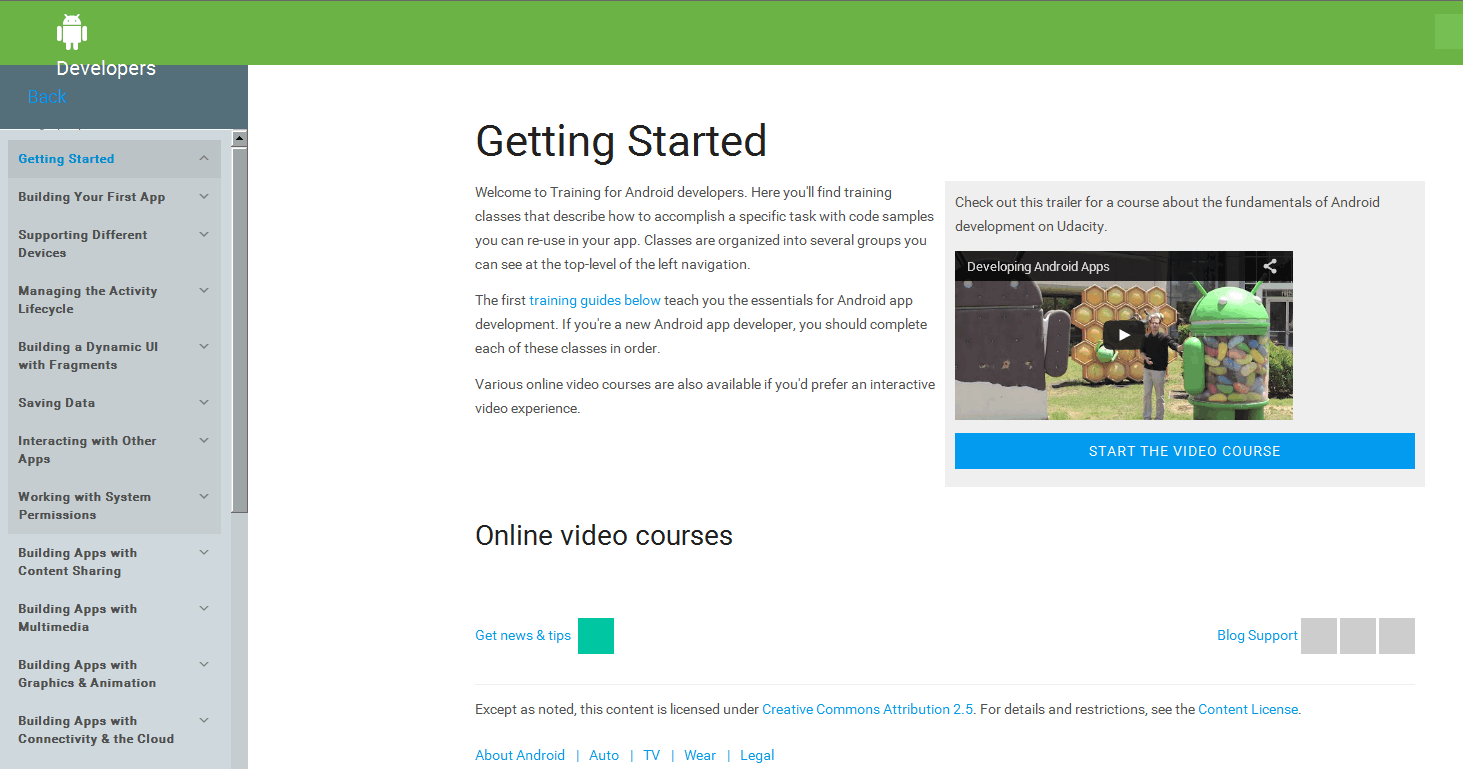 Developers
Back
Getting Started
Building Your First App
Supporting Different
Devices
Managing the Activity
Lifecycle
Building a Dynamic UI
with Fragments
Saving Data
Interacting with Other
Apps
Working with System
Permissions
Building Apps with
Content Sharing
Building Apps with
Multimedia
Building Apps with
Graphics & Animation
Building Apps with
Connectivity & the Cloud
Getting Started
Welcome to Training for Android developers. Here you'll find training
classes that describe how to accomplish a specific task with code samples
you can re-use in your app. Classes are organized into several groups you
can see at the top-level of the left navigation.
The first training guides below teach you the essentials for Android app
development. If you're a new Android app developer, you should complete
each of these classes in order.
Various online video courses are also available if you'd prefer an interactive
video experience.
Check out this trailer for a course about the fundamentals of Android
development on Udacity.
Developing Android Apps
START THE VIDEO COURSE
Online video courses
Get news & tips
Blog Support
Except as noted, this content is licensed under Creative Commons Attribution 2.5. For details and restrictions, see the Content License.
About Android | Auto | TV | Wear | Legal